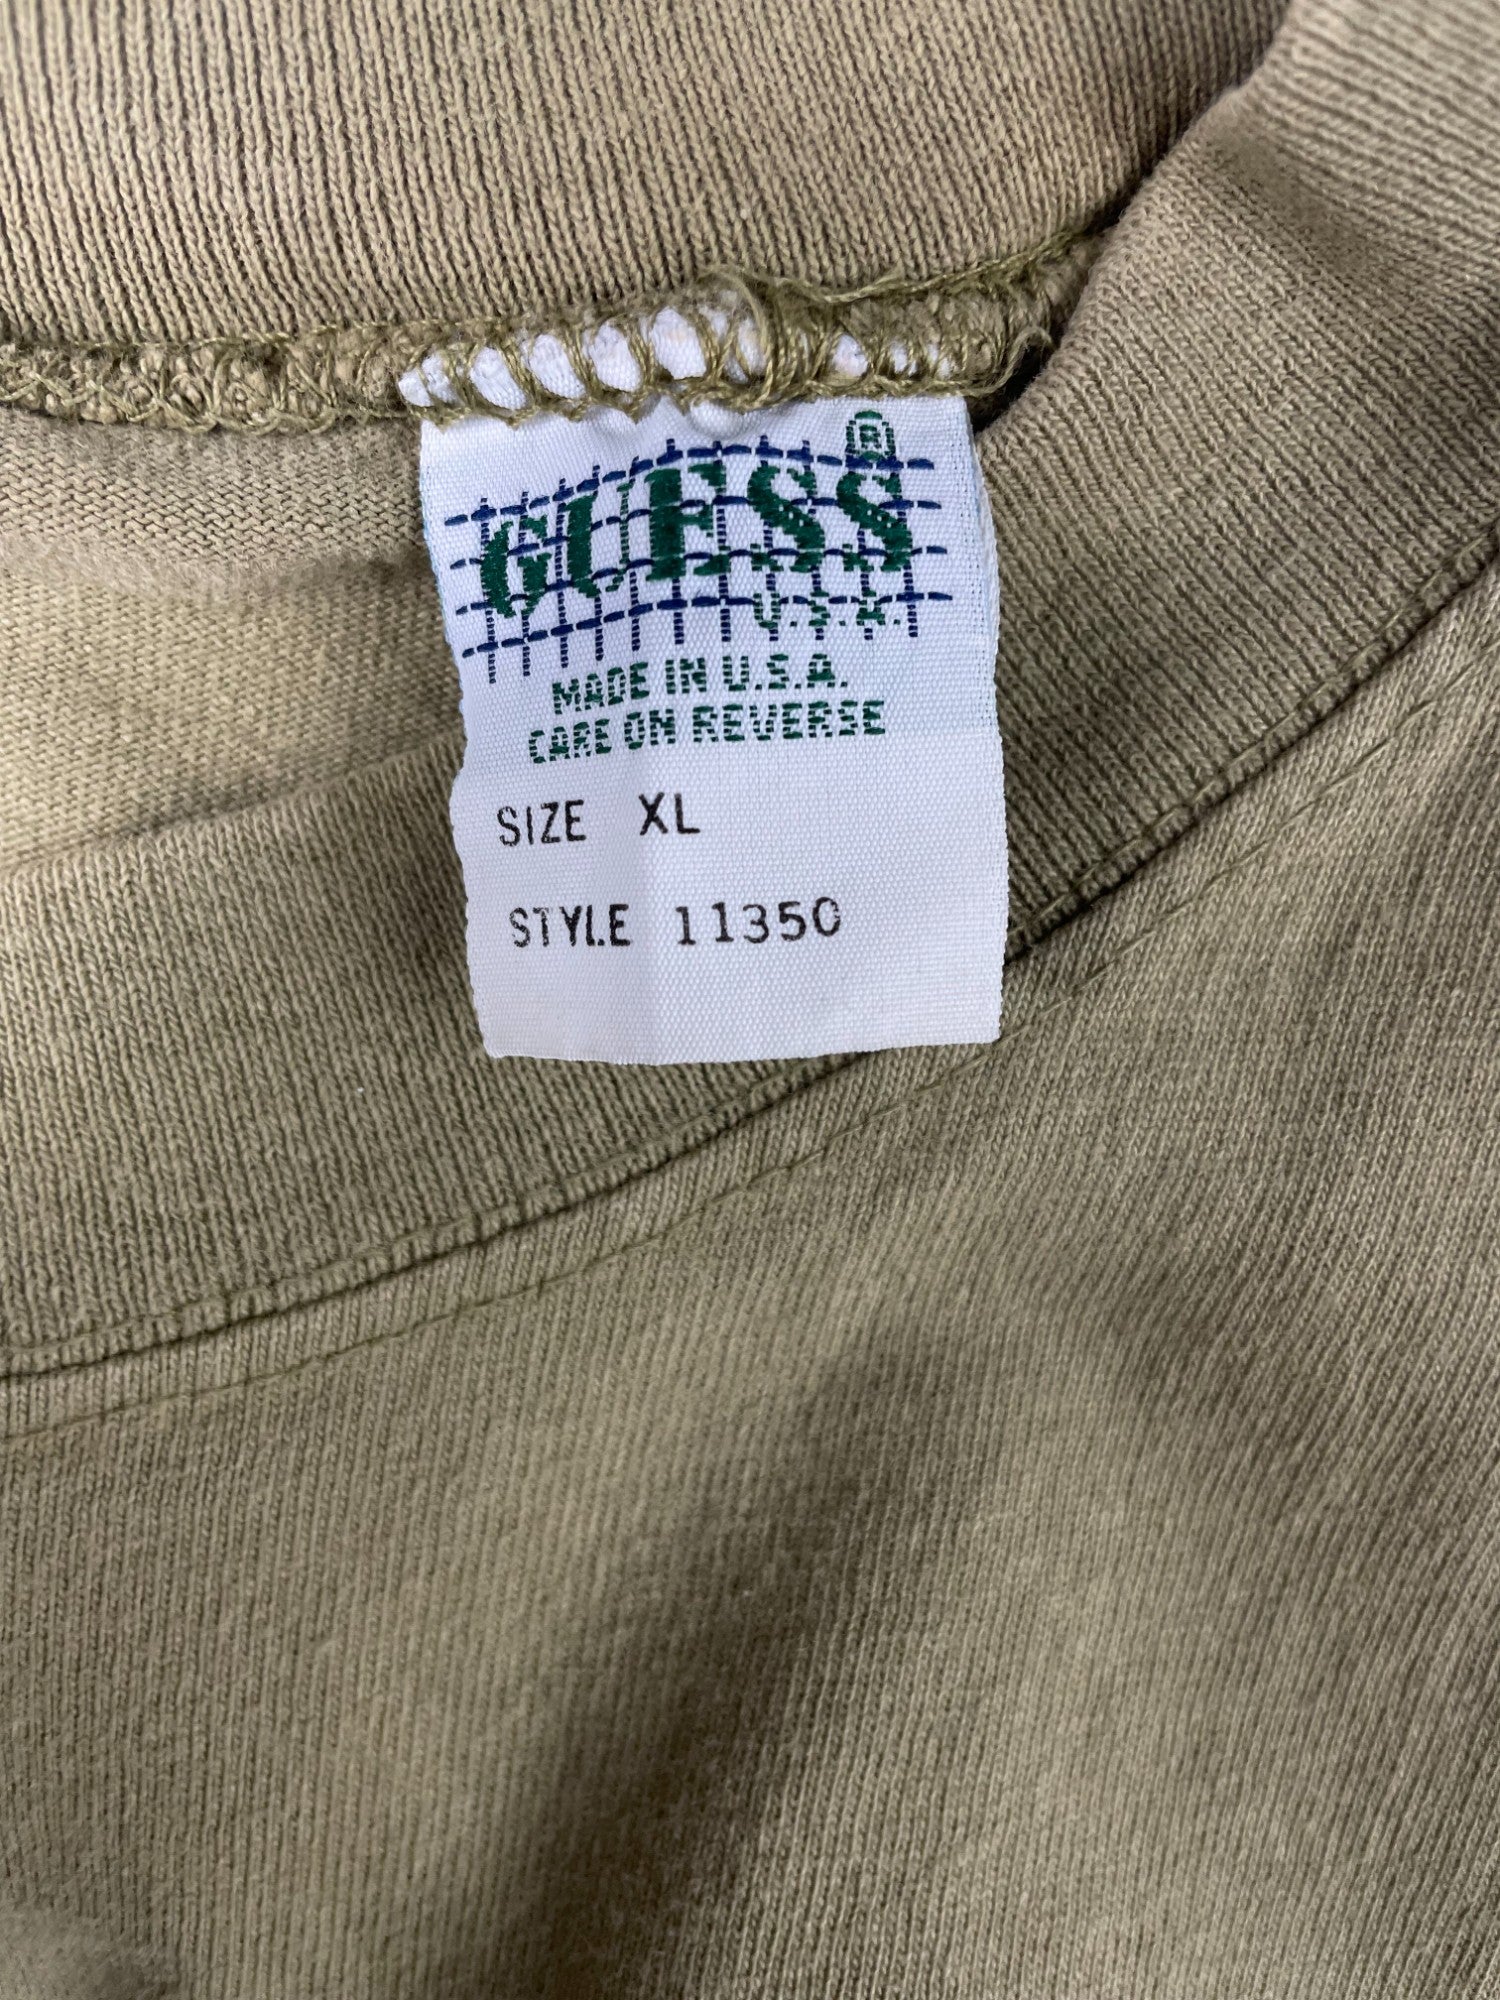 GUESS ®
U.S.A.
MADE IN U.S.A.
CARE ON REVERSE
SIZE XL
STYLE 11350